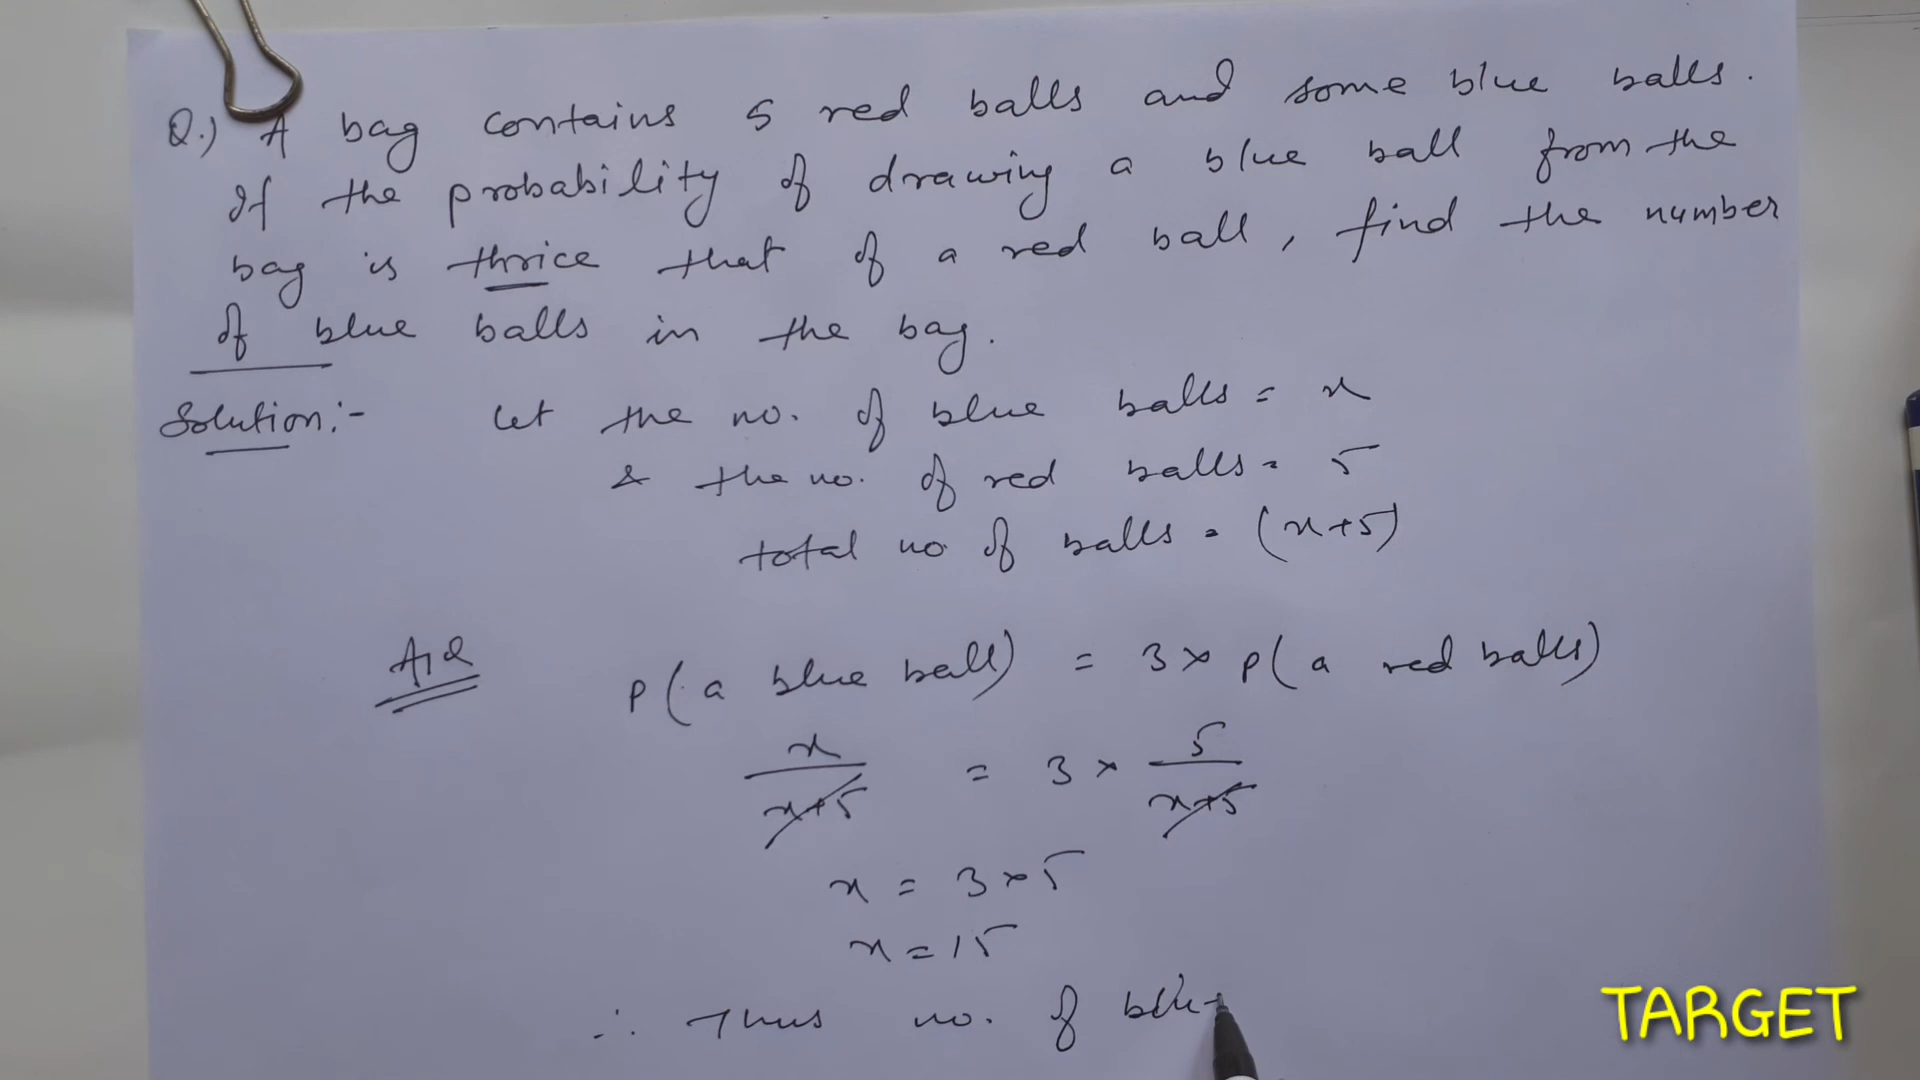 Q.) A bag contains 5 red balls and some blue balls.
If the probability of drawing a blue ball from the
bag is thrice that of a red ball, find the number
of blue balls in the bag.
Solution:- Let the no. of blue balls = x
& the no. of red balls = 5
total no of balls = (x+5)
A/Q P(a blue ball) = 3 × P(a red balls)
x/x+5 = 3 × 5/x+5
x = 3×5
x = 15
∴ Thus no. of blu
TARGET